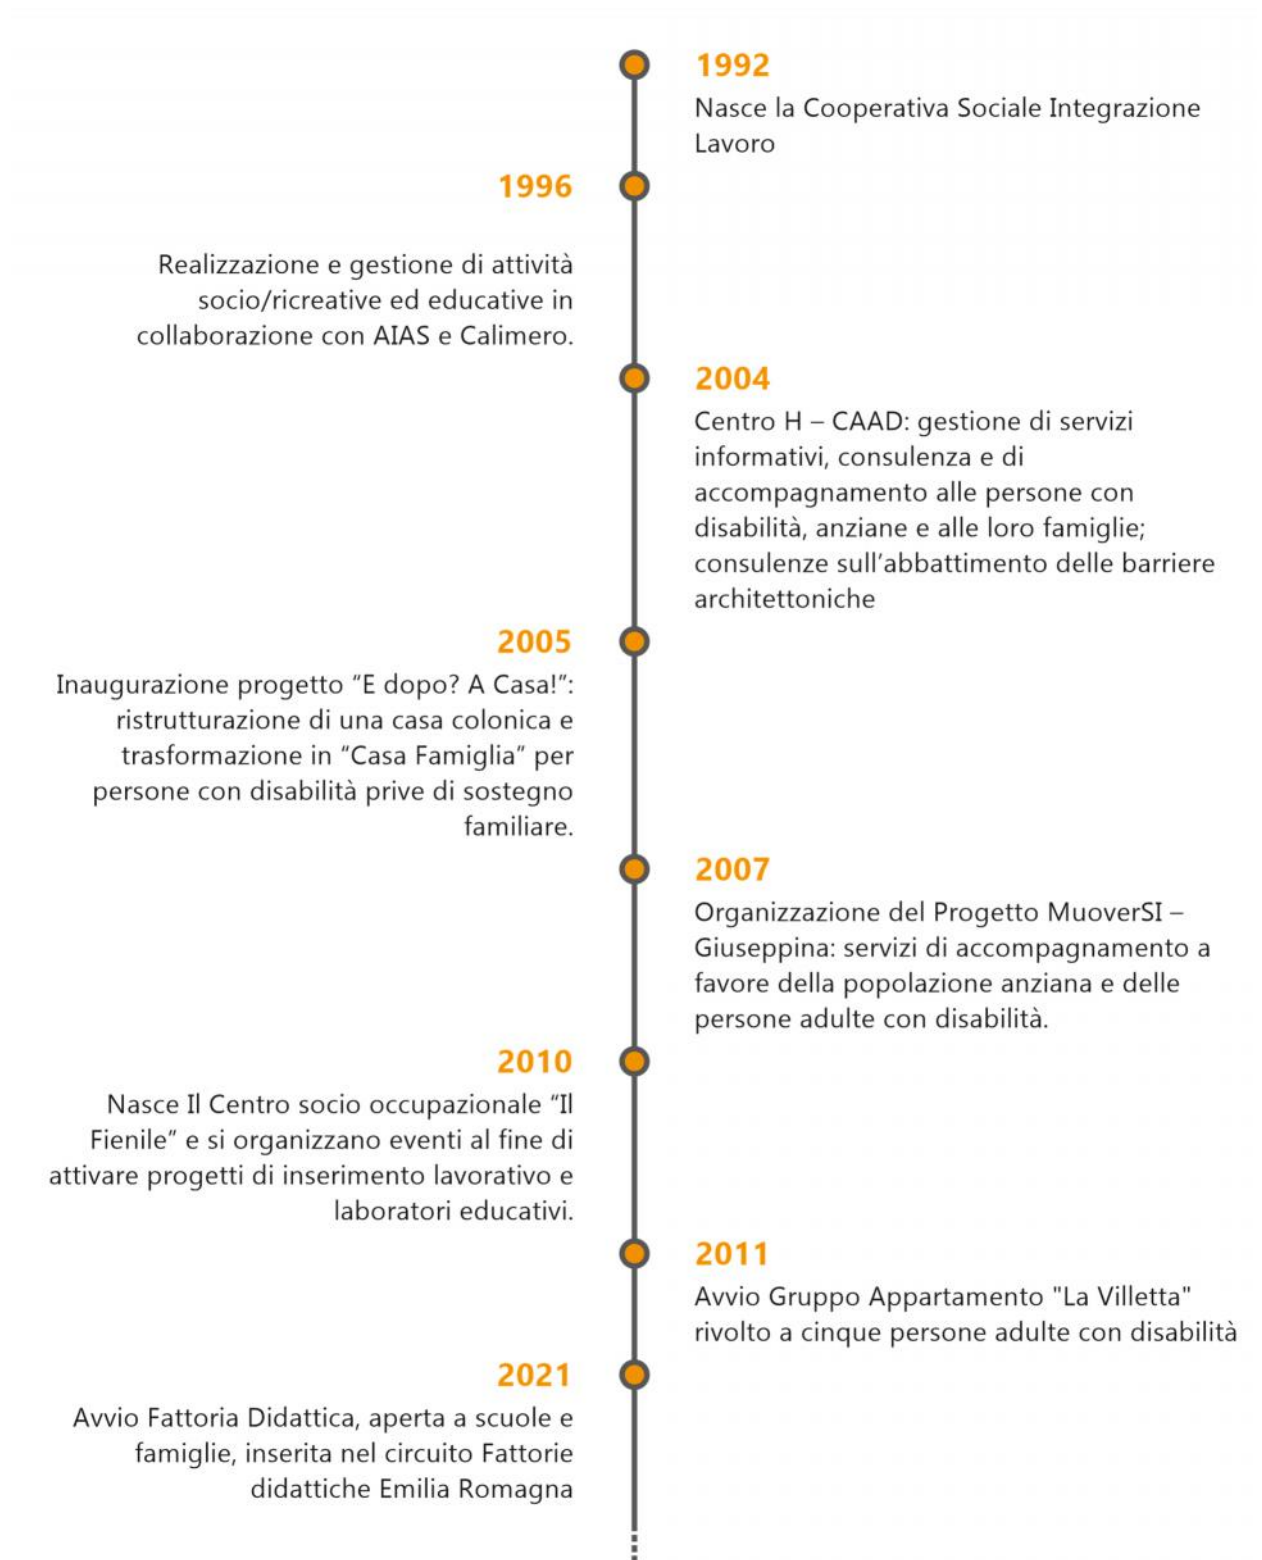 1992
Nasce la Cooperativa Sociale Integrazione
Lavoro
1996
Realizzazione e gestione di attività
socio/ricreative ed educative in
collaborazione con AIAS e Calimero.
2004
Centro H – CAAD: gestione di servizi
informativi, consulenza e di
accompagnamento alle persone con
disabilità, anziane e alle loro famiglie;
consulenze sull’abbattimento delle barriere
architettoniche
2005
Inaugurazione progetto “E dopo? A Casa!”:
ristrutturazione di una casa colonica e
trasformazione in “Casa Famiglia” per
persone con disabilità prive di sostegno
familiare.
2007
Organizzazione del Progetto MuoverSI –
Giuseppina: servizi di accompagnamento a
favore della popolazione anziana e delle
persone adulte con disabilità.
2010
Nasce Il Centro socio occupazionale “Il
Fienile” e si organizzano eventi al fine di
attivare progetti di inserimento lavorativo e
laboratori educativi.
2011
Avvio Gruppo Appartamento "La Villetta"
rivolto a cinque persone adulte con disabilità
2021
Avvio Fattoria Didattica, aperta a scuole e
famiglie, inserita nel circuito Fattorie
didattiche Emilia Romagna